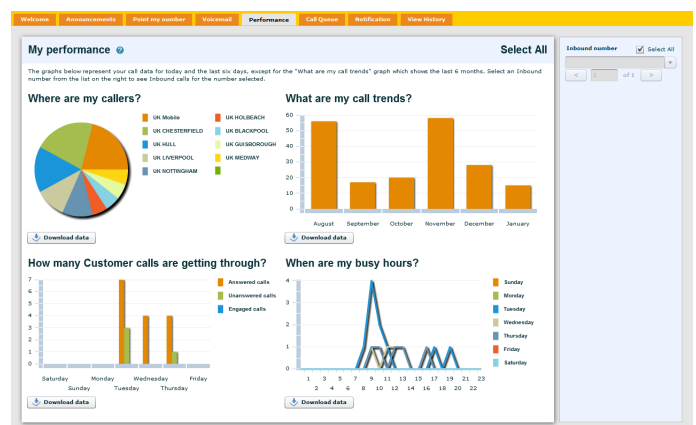 Welcome Announcements Point my number Voicemail Performance Call Queue Notification View History
My performance ?
Select All
Inbound number Select All
< 1 of 1 >
The graphs below represent your call data for today and the last six days, except for the "What are my call trends" graph which shows the last 6 months. Select an Inbound
number from the list on the right to see Inbound calls for the number selected.
Where are my callers?
UK Mobile
UK CHESTERFIELD
UK HULL
UK LIVERPOOL
UK NOTTINGHAM
UK HOLBEACH
UK BLACKPOOL
UK GUISBOROUGH
UK MEDWAY
Download data
What are my call trends?
60
50
40
30
20
10
0
August September October November December January
Download data
How many Customer calls are getting through?
7
6
5
4
3
2
1
0
Saturday Monday Wednesday Friday
Sunday Tuesday Thursday
Answered calls
Unanswered calls
Engaged calls
Download data
When are my busy hours?
4
3
2
1
0
1 3 5 7 9 11 13 15 17 19 21 23
2 4 6 8 10 12 14 16 18 20 22
Sunday
Monday
Tuesday
Wednesday
Thursday
Friday
Saturday
Download data